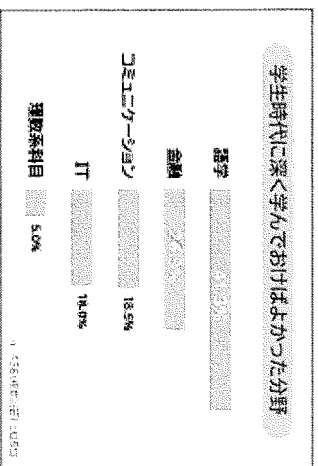 学生時代に深く学んでおけばよかった分野
語学
金融
コミュニケーション 18.5%
IT 14.0%
理数系科目 5.0%